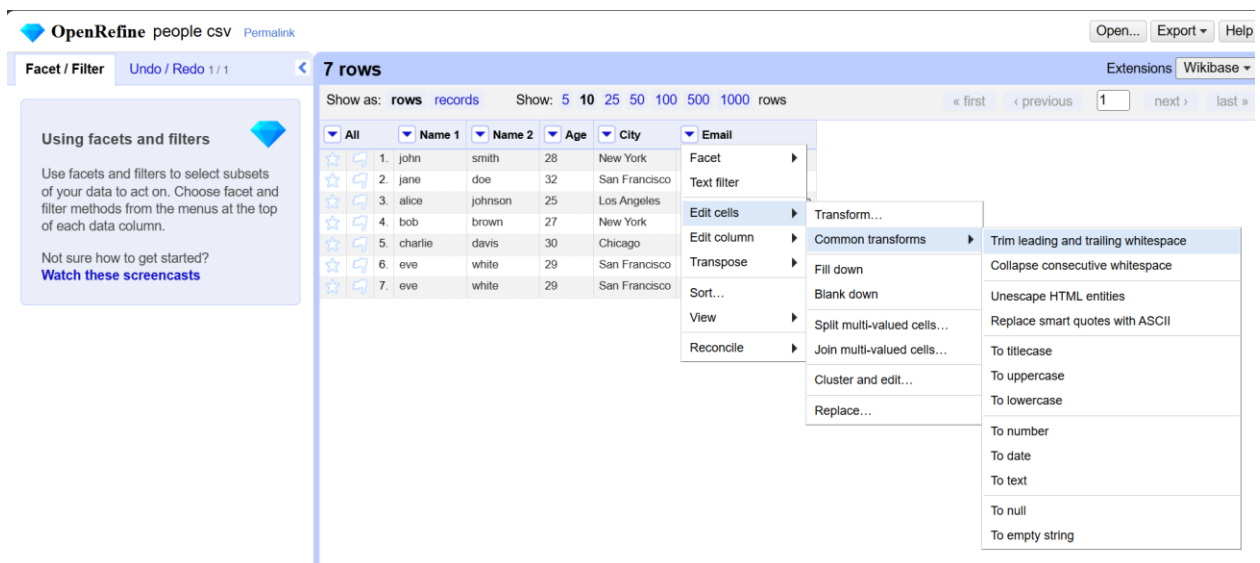 OpenRefine people csv Permalink Open... Export Help
Facet / Filter Undo / Redo 1 / 1 7 rows Extensions Wikibase
Show as: rows records Show: 5 10 25 50 100 500 1000 rows « first ‹ previous 1 next › last »
Using facets and filters
Use facets and filters to select subsets
of your data to act on. Choose facet and
filter methods from the menus at the top
of each data column.
Not sure how to get started?
Watch these screencasts
All Name 1 Name 2 Age City Email
1. john smith 28 New York
2. jane doe 32 San Francisco
3. alice johnson 25 Los Angeles
4. bob brown 27 New York
5. charlie davis 30 Chicago
6. eve white 29 San Francisco
7. eve white 29 San Francisco
Facet
Text filter
Edit cells
Edit column
Transpose
Sort...
View
Reconcile
Transform...
Common transforms
Fill down
Blank down
Split multi-valued cells...
Join multi-valued cells...
Cluster and edit...
Replace...
Trim leading and trailing whitespace
Collapse consecutive whitespace
Unescape HTML entities
Replace smart quotes with ASCII
To titlecase
To uppercase
To lowercase
To number
To date
To text
To null
To empty string